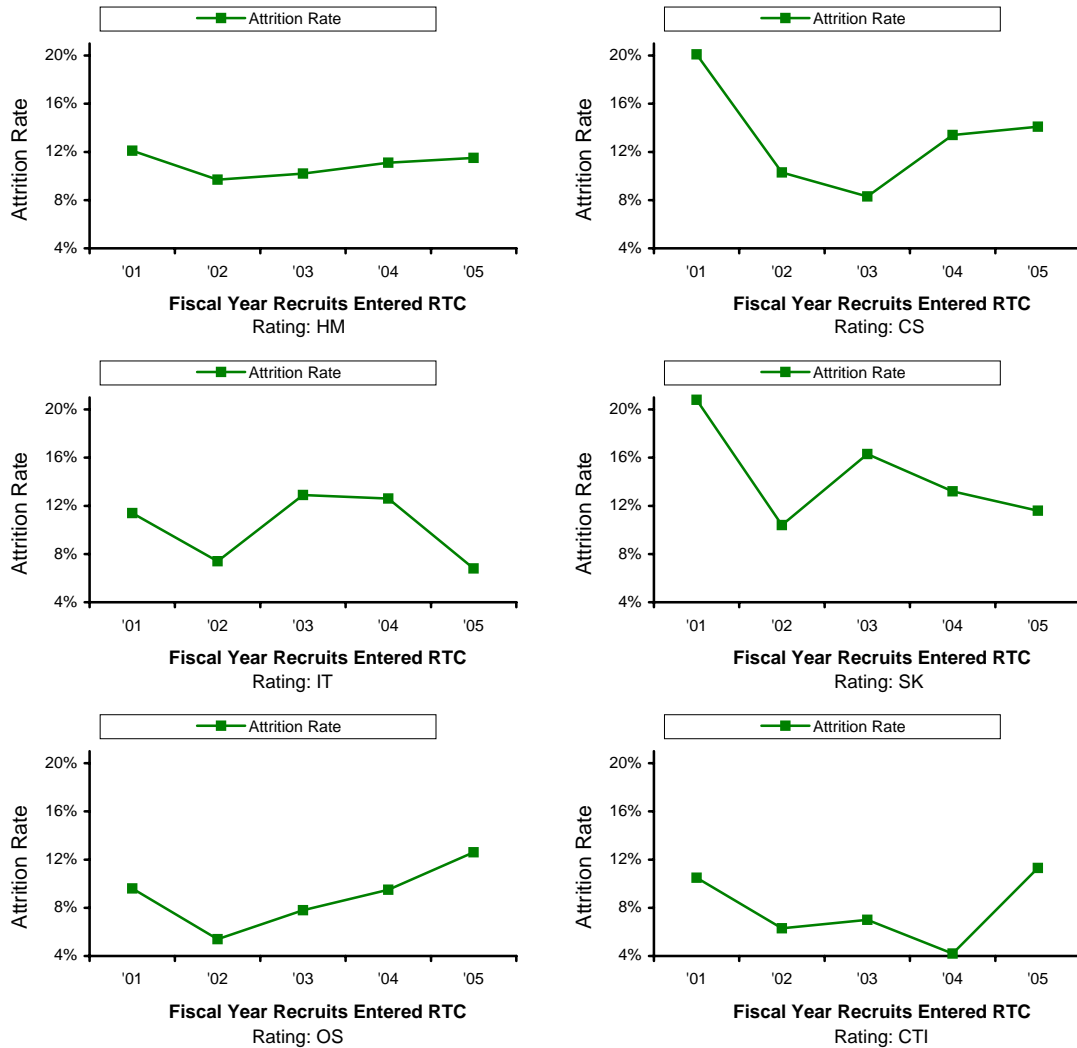 Attrition Rate
20%
16%
12%
8%
4%
Attrition Rate
'01 '02 '03 '04 '05
Fiscal Year Recruits Entered RTC
Rating: HM
Attrition Rate
20%
16%
12%
8%
4%
Attrition Rate
'01 '02 '03 '04 '05
Fiscal Year Recruits Entered RTC
Rating: CS
Attrition Rate
20%
16%
12%
8%
4%
Attrition Rate
'01 '02 '03 '04 '05
Fiscal Year Recruits Entered RTC
Rating: IT
Attrition Rate
20%
16%
12%
8%
4%
Attrition Rate
'01 '02 '03 '04 '05
Fiscal Year Recruits Entered RTC
Rating: SK
Attrition Rate
20%
16%
12%
8%
4%
Attrition Rate
'01 '02 '03 '04 '05
Fiscal Year Recruits Entered RTC
Rating: OS
Attrition Rate
20%
16%
12%
8%
4%
Attrition Rate
'01 '02 '03 '04 '05
Fiscal Year Recruits Entered RTC
Rating: CTI